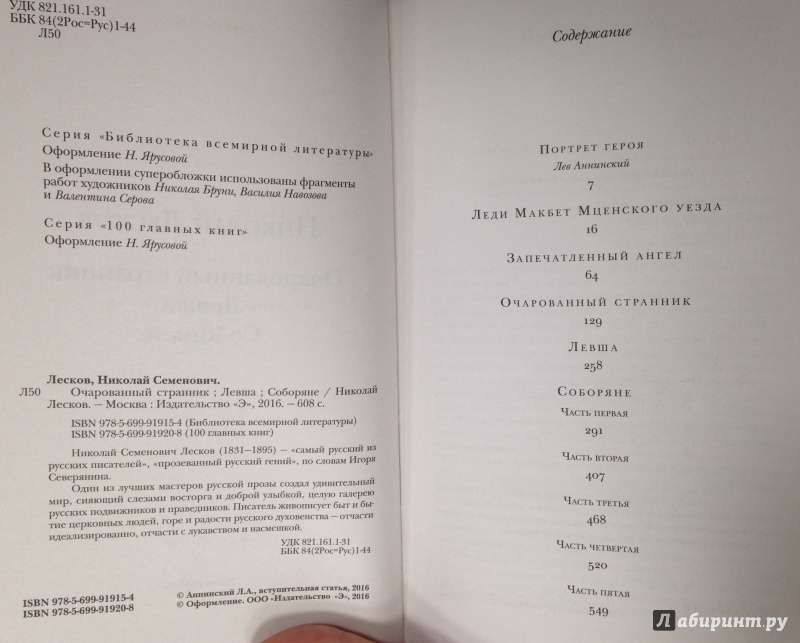 УДК 821.161.1-31
ББК 84(2Рос=Рус)1-44
Л50
Серия «Библиотека всемирной литературы»
Оформление Н. Ярусовой
В оформлении суперобложки использованы фрагменты
работ художников Николая Бруни, Василия Навозова
и Валентина Серова
Серия «100 главных книг»
Оформление Н. Ярусовой
Лесков, Николай Семенович.
Л50 Очарованный странник ; Левша ; Соборяне / Николай
Лесков. — Москва : Издательство «Э», 2016. — 608 с.
ISBN 978-5-699-91915-4 (Библиотека всемирной литературы)
ISBN 978-5-699-91920-8 (100 главных книг)
Николай Семенович Лесков (1831–1895) — «самый русский из
русских писателей», «прозеванный русский гений», по словам Игоря
Северянина.
Один из лучших мастеров русской прозы создал удивительный
мир, сияющий слезами восторга и доброй улыбкой, целую галерею
русских подвижников и праведников. Писатель живописует быт и бы-
тие церковных людей, горе и радости русского духовенства — отчасти
идеализированно, отчасти с лукавством и насмешкой.
УДК 821.161.1-31
ББК 84(2Рос=Рус)1-44
ISBN 978-5-699-91915-4
ISBN 978-5-699-91920-8
© Аннинский Л.А., вступительная статья, 2016
© Оформление. ООО «Издательство «Э», 2016
Содержание
Портрет героя
Лев Аннинский
7
Леди Макбет Мценского уезда
16
Запечатленный ангел
64
Очарованный странник
129
Левша
258
Соборяне
Часть первая
291
Часть вторая
407
Часть третья
468
Часть четвертая
520
Часть пятая
549
Лабиринт.ру